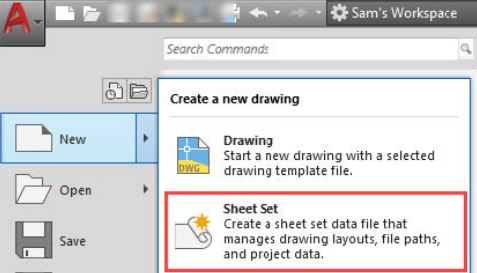 A
Sam's Workspace
Search Commands
Create a new drawing
New
Drawing
Start a new drawing with a selected
drawing template file.
DWG
Open
Sheet Set
Create a sheet set data file that
manages drawing layouts, file paths,
and project data.
Save